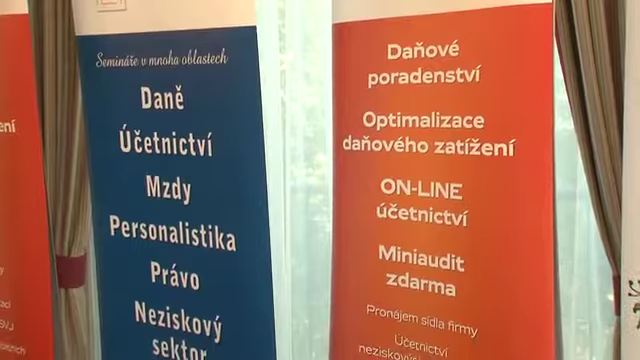 Semináře v mnoha oblastech
Daně
Účetnictví
Mzdy
Personalistika
Právo
Neziskový
sektor
Daňové
poradenství
Optimalizace
daňového zatížení
ON-LINE
účetnictví
Miniaudit
zdarma
Pronájem sídla firmy
Účetnictví